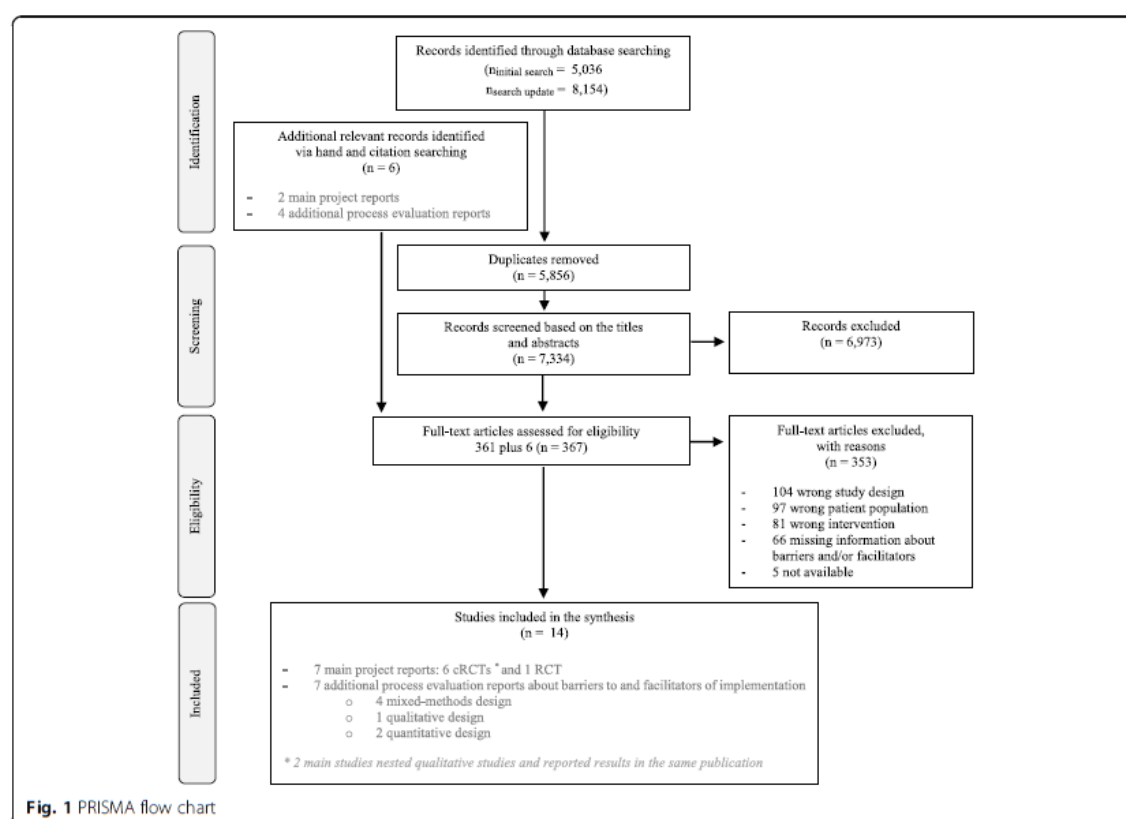 Identification
Records identified through database searching
(ninitial search = 5,036
nsearch update = 8,154)
Additional relevant records identified
via hand and citation searching
(n = 6)
- 2 main project reports
- 4 additional process evaluation reports
Screening
Duplicates removed
(n = 5,856)
Records screened based on the titles
and abstracts
(n = 7,334)
Records excluded
(n = 6,973)
Eligibility
Full-text articles assessed for eligibility
361 plus 6 (n = 367)
Full-text articles excluded,
with reasons
(n = 353)
- 104 wrong study design
- 97 wrong patient population
- 81 wrong intervention
- 66 missing information about
barriers and/or facilitators
- 5 not available
Included
Studies included in the synthesis
(n = 14)
- 7 main project reports: 6 cRCTs * and 1 RCT
- 7 additional process evaluation reports about barriers to and facilitators of implementation
o 4 mixed-methods design
o 1 qualitative design
o 2 quantitative design
* 2 main studies nested qualitative studies and reported results in the same publication
Fig. 1 PRISMA flow chart